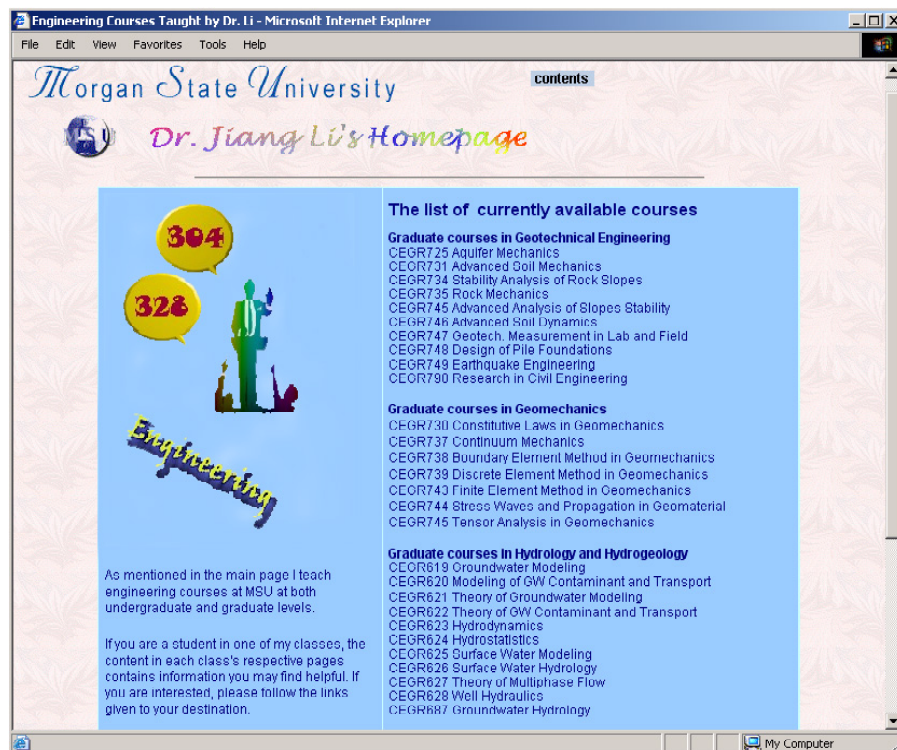 Engineering Courses Taught by Dr. Li - Microsoft Internet Explorer
File Edit View Favorites Tools Help
Morgan State University
contents
MSU
Dr. Jiang Li's Homepage
304
328
Engineering
As mentioned in the main page I teach
engineering courses at MSU at both
undergraduate and graduate levels.
If you are a student in one of my classes, the
content in each class's respective pages
contains information you may find helpful. If
you are interested, please follow the links
given to your destination.
The list of currently available courses
Graduate courses in Geotechnical Engineering
CEGR725 Aquifer Mechanics
CEGR731 Advanced Soil Mechanics
CEGR734 Stability Analysis of Rock Slopes
CEGR735 Rock Mechanics
CEGR745 Advanced Analysis of Slopes Stability
CEGR746 Advanced Soil Dynamics
CEGR747 Geotech. Measurement in Lab and Field
CEGR748 Design of Pile Foundations
CEGR749 Earthquake Engineering
CEGR790 Research in Civil Engineering
Graduate courses in Geomechanics
CEGR730 Constitutive Laws in Geomechanics
CEGR737 Continuum Mechanics
CEGR738 Boundary Element Method in Geomechanics
CEGR739 Discrete Element Method in Geomechanics
CEGR743 Finite Element Method in Geomechanics
CEGR744 Stress Waves and Propagation in Geomaterial
CEGR745 Tensor Analysis in Geomechanics
Graduate courses in Hydrology and Hydrogeology
CEGR619 Groundwater Modeling
CEGR620 Modeling of GW Contaminant and Transport
CEGR621 Theory of Groundwater Modeling
CEGR622 Theory of GW Contaminant and Transport
CEGR623 Hydrodynamics
CEGR624 Hydrostatistics
CEGR625 Surface Water Modeling
CEGR626 Surface Water Hydrology
CEGR627 Theory of Multiphase Flow
CEGR628 Well Hydraulics
CEGR687 Groundwater Hydrology
My Computer